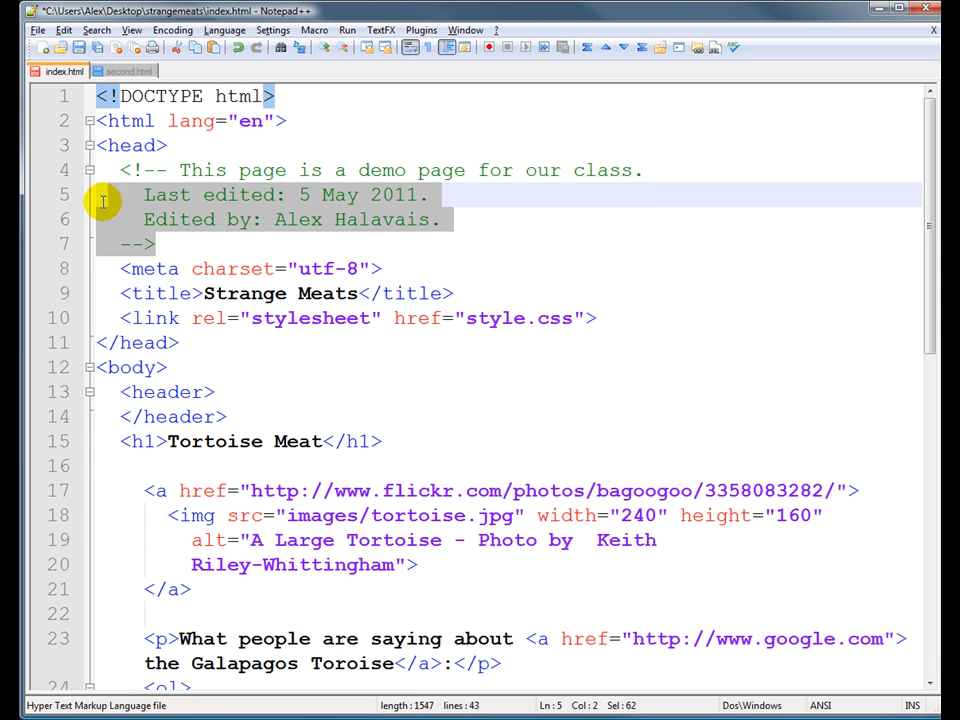 *C:\Users\Alex\Desktop\strangemeats\index.html - Notepad++
File Edit Search View Encoding Language Settings Macro Run TextFX Plugins Window ? X
index.html second.html
1 <!DOCTYPE html>
2 <html lang="en">
3 <head>
4 <!-- This page is a demo page for our class.
5 Last edited: 5 May 2011.
6 Edited by: Alex Halavais.
7 -->
8 <meta charset="utf-8">
9 <title>Strange Meats</title>
10 <link rel="stylesheet" href="style.css">
11 </head>
12 <body>
13 <header>
14 </header>
15 <h1>Tortoise Meat</h1>
16
17 <a href="http://www.flickr.com/photos/bagoogoo/3358083282/">
18 <img src="images/tortoise.jpg" width="240" height="160"
19 alt="A Large Tortoise - Photo by  Keith
20 Riley-Whittingham">
21 </a>
22
23 <p>What people are saying about <a href="http://www.google.com">
the Galapagos Toroise</a>:</p>
24 <ol>
Hyper Text Markup Language file length : 1547 lines : 43 Ln : 5 Col : 2 Sel : 62 Dos\Windows ANSI INS